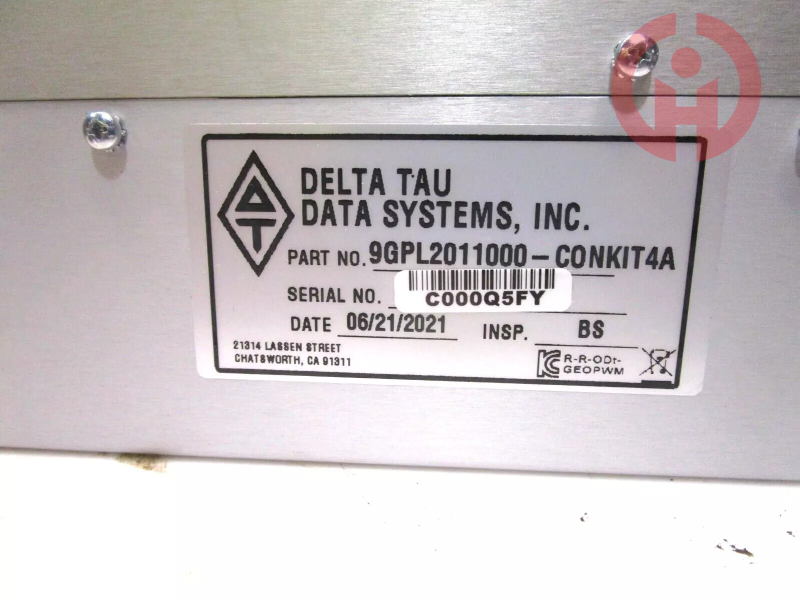 DELTA TAU
DATA SYSTEMS, INC.
PART NO. 9GPL2011000-CONKIT4A
SERIAL NO. C000Q5FY
DATE 06/21/2021 INSP. BS
21314 LASSEN STREET
CHATSWORTH, CA 91311
R-R-ODt-
GEOPWM